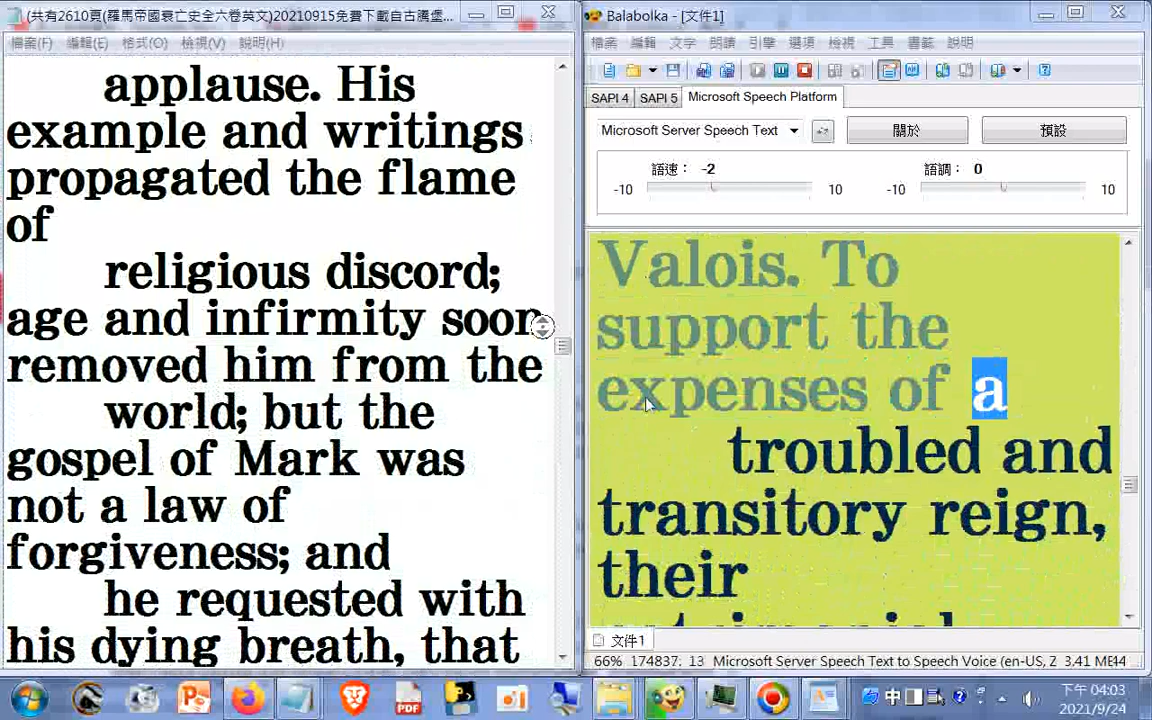 (共有2610頁(羅馬帝國衰亡史全六卷英文)20210915免費下載自古騰堡...
檔案(F) 編輯(E) 格式(O) 檢視(V) 說明(H)
applause. His
example and writings
propagated the flame
of
religious discord;
age and infirmity soon
removed him from the
world; but the
gospel of Mark was
not a law of
forgiveness; and
he requested with
his dying breath, that
Balabolka - [文件1]
檔案 編輯 文字 朗讀 引擎 選項 檢視 工具 書籤 說明
SAPI 4 SAPI 5 Microsoft Speech Platform
Microsoft Server Speech Text 關於 預設
語速： -2 語調： 0
-10 10 -10 10
Valois. To
support the
expenses of a
troubled and
transitory reign,
their
文件1
66% 174837: 13 Microsoft Server Speech Text to Speech Voice (en-US, Z 3.41 ME44
PDF 中 下午 04:03
2021/9/24